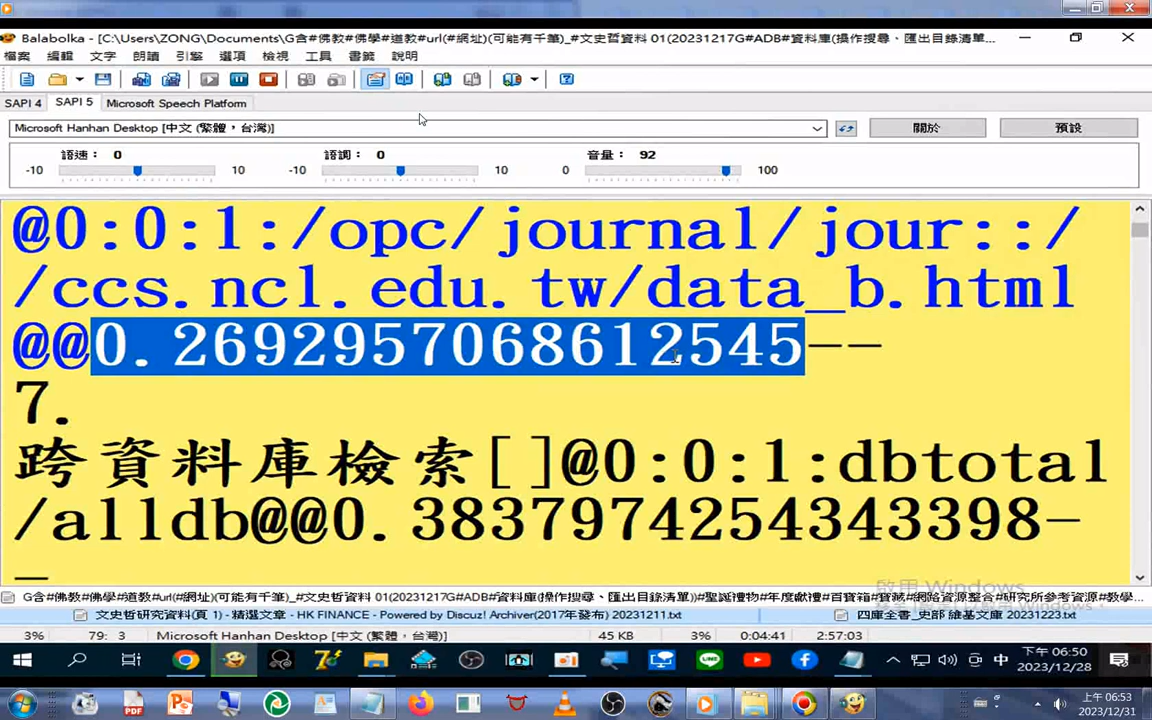 Balabolka - [C:\Users\ZONG\Documents\G含#佛教#佛學#道教#url(#網址)(可能有千筆)_#文史哲資料 01(20231217G#ADB#資料庫(操作搜尋、匯出目錄清單...
檔案 編輯 文字 朗讀 引擎 選項 檢視 工具 書籤 說明
SAPI 4 SAPI 5 Microsoft Speech Platform
Microsoft Hanhan Desktop [中文 (繁體，台灣)] 關於 預設
語速： 0 語調： 0 音量： 92
-10 10 -10 10 0 100
@0:0:1:/opc/journal/jour::/
/ccs.ncl.edu.tw/data_b.html
@@0.2692957068612545--
7.
跨資料庫檢索[]@0:0:1:dbtotal
/alldb@@0.3837974254343398-
啟用 Windows
G含#佛教#佛學#道教#url(#網址)(可能有千筆)_#文史哲資料 01(20231217G#ADB#資料庫(操作搜尋、匯出目錄清單))#聖誕禮物#年度獻禮#百寶箱#寶藏#網路資源整合#研究所參考資源#教學...
文史哲研究資料(頁 1) - 精選文章 - HK FINANCE - Powered by Discuz! Archiver(2017年發布) 20231211.txt 四庫全書_史部 維基文庫 20231223.txt
3% 79: 3 Microsoft Hanhan Desktop [中文 (繁體，台灣)] 45 KB 3% 0:04:41 2:57:03
中 下午 06:50
2023/12/28
上午 06:53
2023/12/31